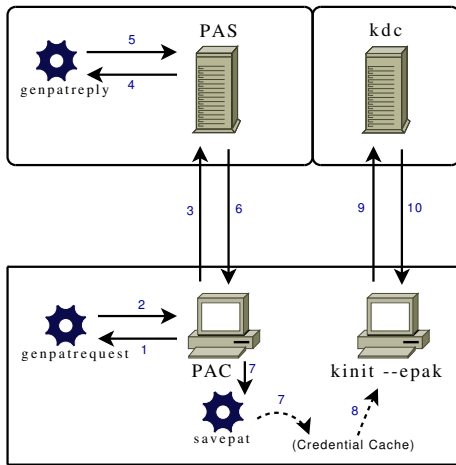 PAS
kdc
5
4
genpatreply
3
6
9
10
2
1
genpatrequest
PAC
kinit --epak
7
7
8
savepat
(Credential Cache)